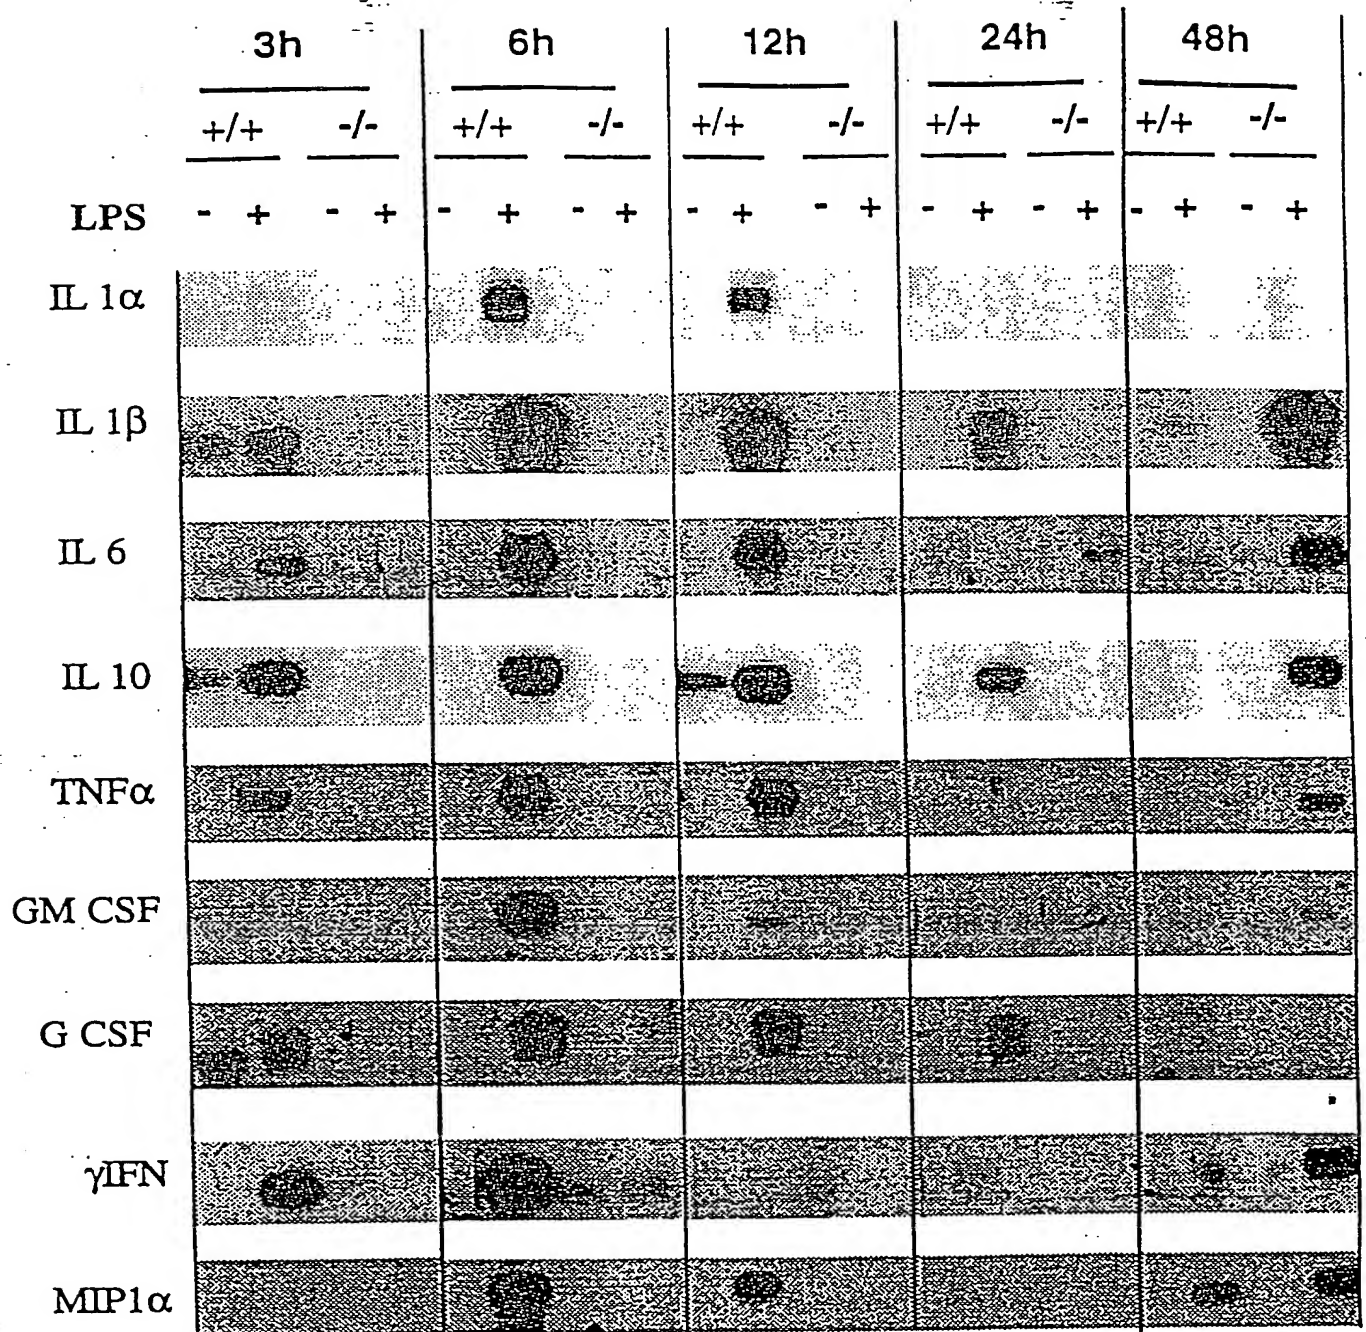 3h 6h 12h 24h 48h
+/+ -/- +/+ -/- +/+ -/- +/+ -/- +/+ -/-
LPS - + - + - + - + - + - + - + - + - + - +
IL 1α
IL 1β
IL 6
IL 10
TNFα
GM CSF
G CSF
γIFN
MIP1α